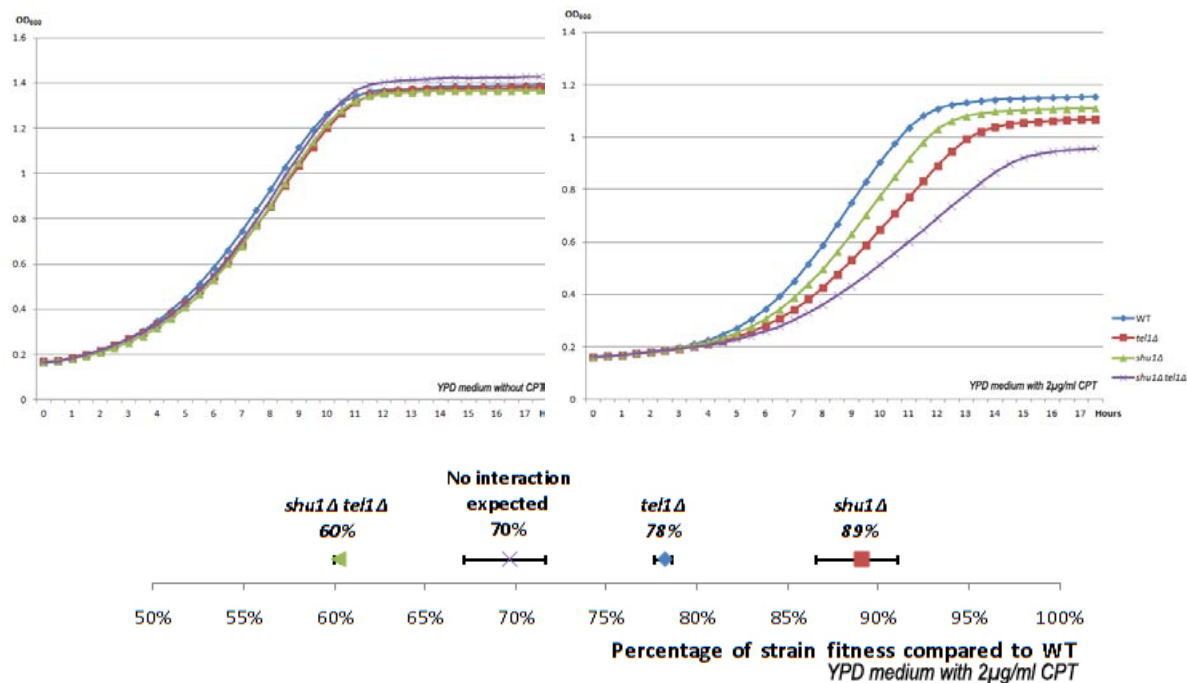 OD600
1.6
1.4
1.2
1
0.8
0.6
0.4
0.2
0
YPD medium without CPT
0 1 2 3 4 5 6 7 8 9 10 11 12 13 14 15 16 17
OD600
1.4
1.2
1
0.8
0.6
0.4
0.2
0
YPD medium with 2µg/ml CPT
0 1 2 3 4 5 6 7 8 9 10 11 12 13 14 15 16 17 Hours
WT
tel1Δ
shu1Δ
shu1Δtel1Δ
No interaction
shu1Δ tel1Δ expected tel1Δ shu1Δ
60% 70% 78% 89%
50% 55% 60% 65% 70% 75% 80% 85% 90% 95% 100%
Percentage of strain fitness compared to WT
YPD medium with 2µg/ml CPT